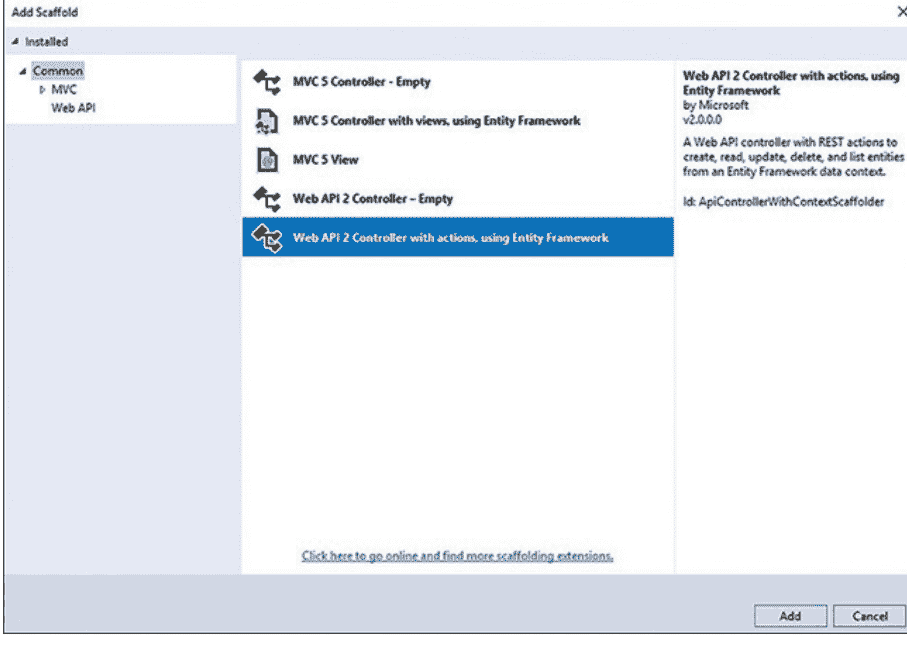 Add Scaffold
Installed
Common
MVC
Web API
MVC 5 Controller - Empty
MVC 5 Controller with views, using Entity Framework
MVC 5 View
Web API 2 Controller – Empty
Web API 2 Controller with actions, using Entity Framework
Click here to go online and find more scaffolding extensions.
Web API 2 Controller with actions, using
Entity Framework
by Microsoft
v2.0.0.0
A Web API controller with REST actions to
create, read, update, delete, and list entities
from an Entity Framework data context.
Id: ApiControllerWithContextScaffolder
Add
Cancel